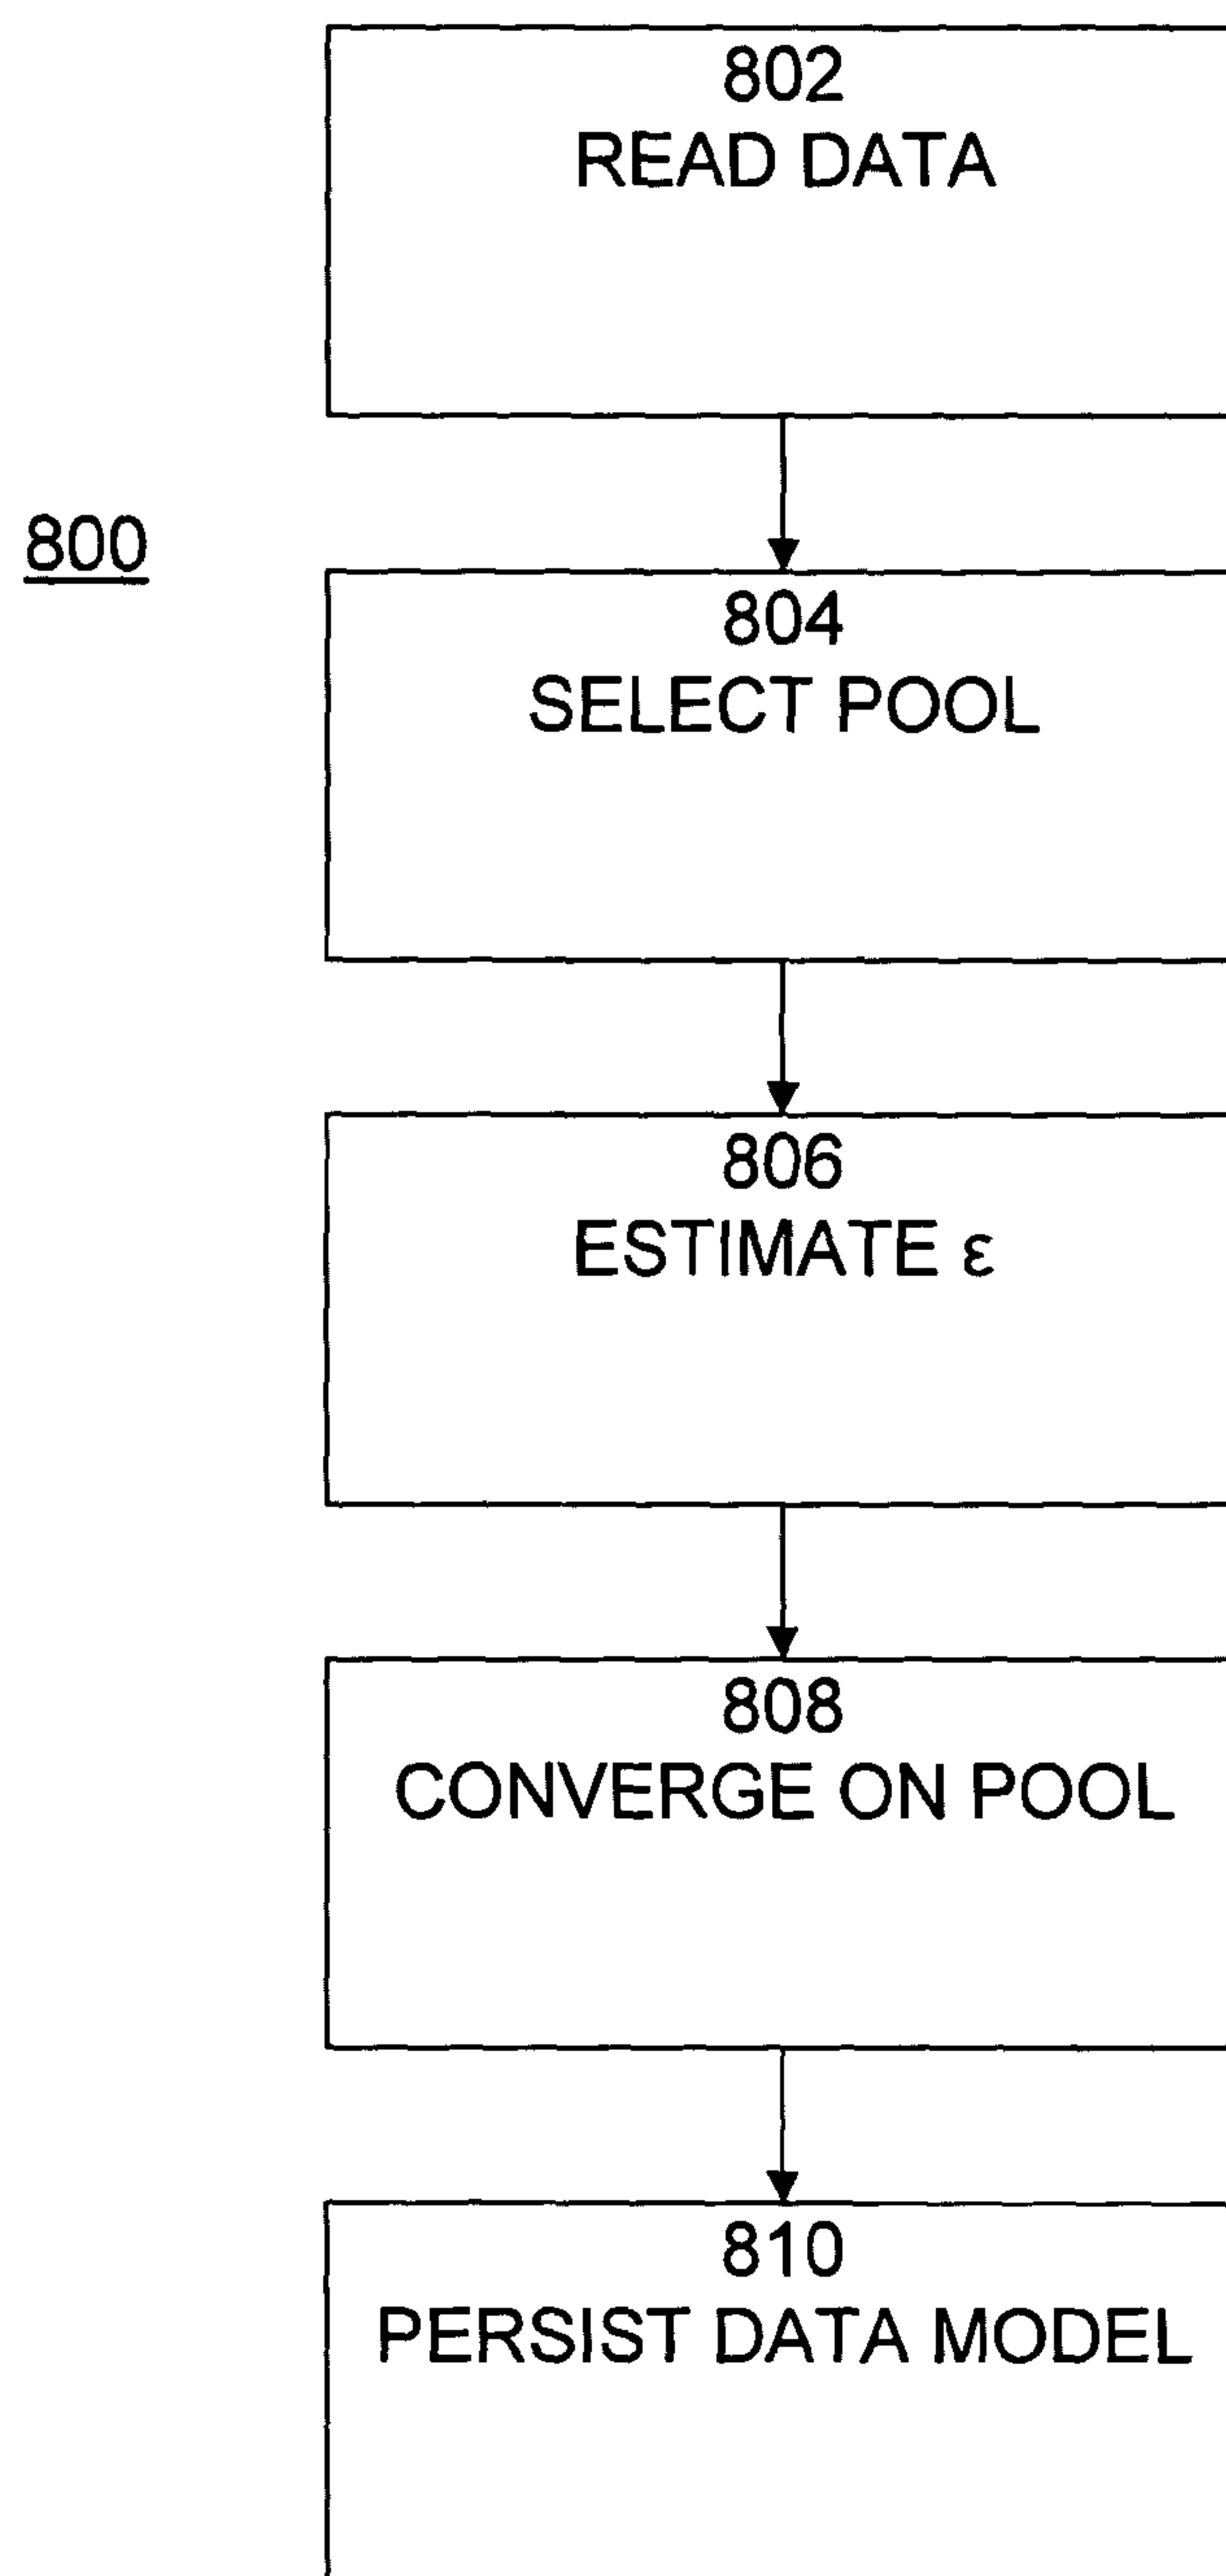 802
READ DATA
800
804
SELECT POOL
806
ESTIMATE ε
808
CONVERGE ON POOL
810
PERSIST DATA MODEL